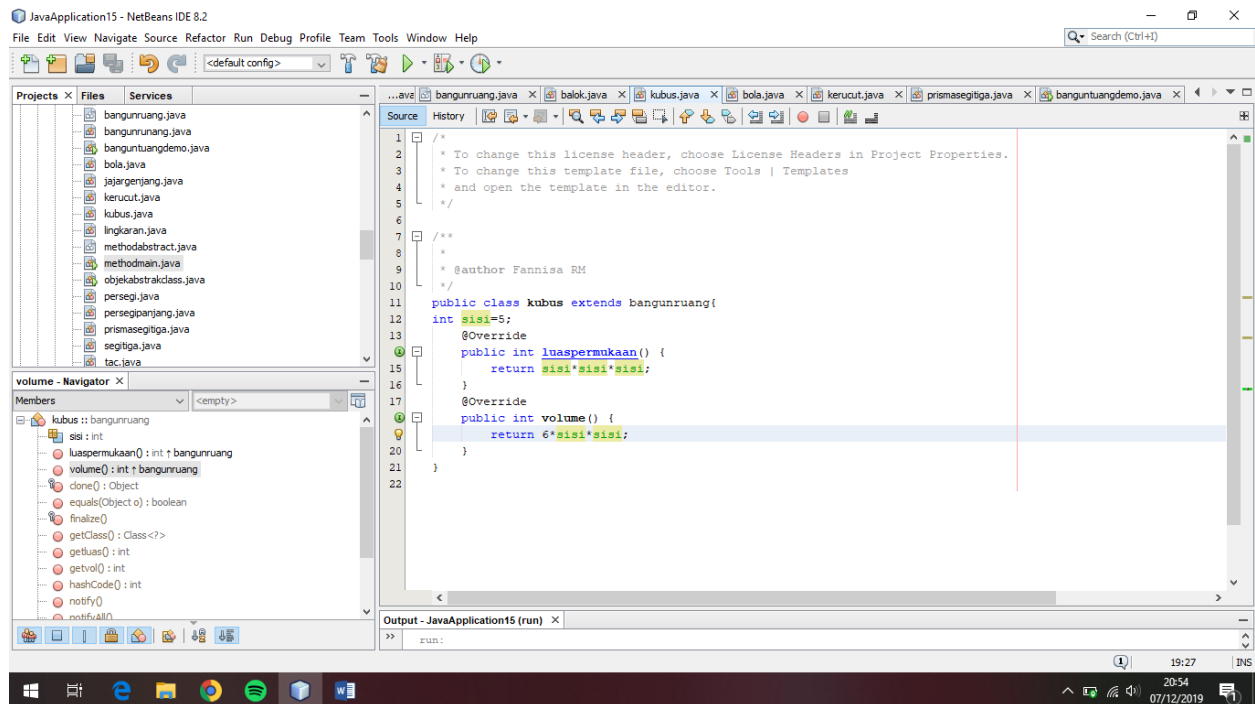 JavaApplication15 - NetBeans IDE 8.2
File Edit View Navigate Source Refactor Run Debug Profile Team Tools Window Help
Search (Ctrl+I)
<default config>
Projects Files Services
bangunruang.java
bangunrunang.java
banguntuangdemo.java
bola.java
jajargenjang.java
kerucut.java
kubus.java
lingkaran.java
methodabstract.java
methodmain.java
objekabstrakclass.java
persegi.java
persegipanjang.java
prismasegitiga.java
segitiga.java
tac.java
volume - Navigator
Members <empty>
kubus :: bangunruang
sisi : int
luaspermukaan() : int ↑ bangunruang
volume() : int ↑ bangunruang
clone() : Object
equals(Object o) : boolean
finalize()
getClass() : Class<?>
getluas() : int
getvol() : int
hashCode() : int
notify()
notifyAll()
...ava bangunruang.java balok.java kubus.java bola.java kerucut.java prismasegitiga.java banguntuangdemo.java
Source History
1 /*
2 * To change this license header, choose License Headers in Project Properties.
3 * To change this template file, choose Tools | Templates
4 * and open the template in the editor.
5 */
6
7 /**
8 *
9 * @author Fannisa RM
10 */
11 public class kubus extends bangunruang{
12 int sisi=5;
13 @Override
public int luaspermukaan() {
15 return sisi*sisi*sisi;
16 }
17 @Override
public int volume() {
return 6*sisi*sisi;
20 }
21 }
22
Output - JavaApplication15 (run)
run:
1 19:27 INS
20:54
07/12/2019
1